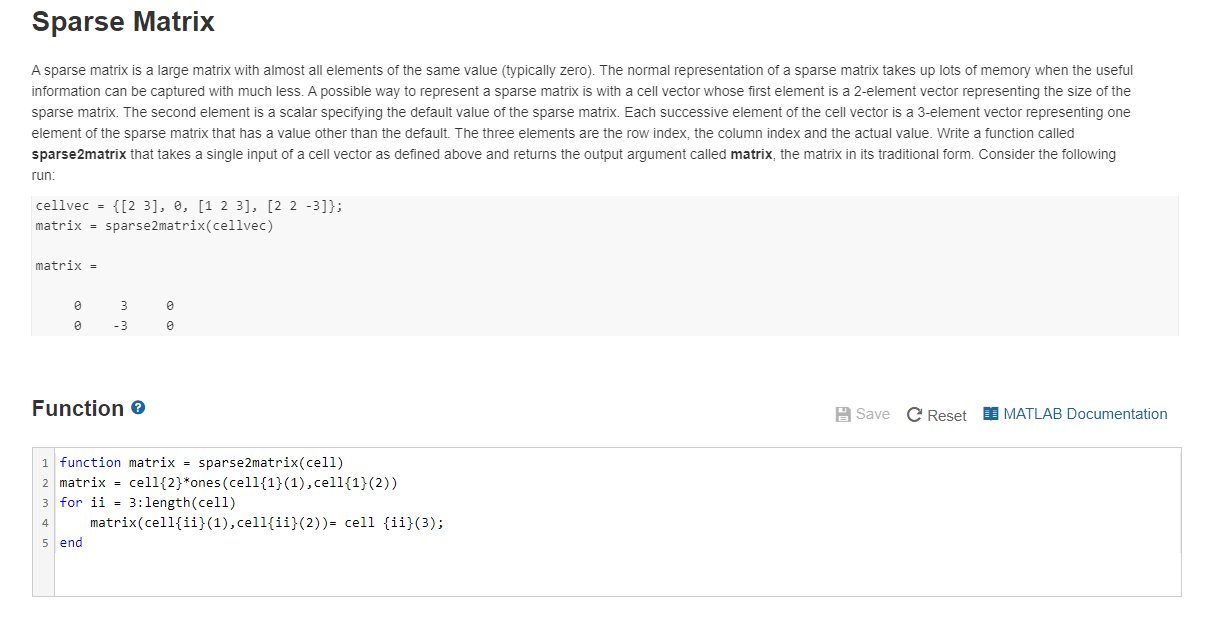 Sparse Matrix
A sparse matrix is a large matrix with almost all elements of the same value (typically zero). The normal representation of a sparse matrix takes up lots of memory when the useful
information can be captured with much less. A possible way to represent a sparse matrix is with a cell vector whose first element is a 2-element vector representing the size of the
sparse matrix. The second element is a scalar specifying the default value of the sparse matrix. Each successive element of the cell vector is a 3-element vector representing one
element of the sparse matrix that has a value other than the default. The three elements are the row index, the column index and the actual value. Write a function called
sparse2matrix that takes a single input of a cell vector as defined above and returns the output argument called matrix, the matrix in its traditional form. Consider the following
run:
cellvec = {[2 3], 0, [1 2 3], [2 2 -3]};
matrix = sparse2matrix(cellvec)
matrix =
0 3 0
0 -3 0
Function ?
Save Reset MATLAB Documentation
1 function matrix = sparse2matrix(cell)
2 matrix = cell{2}*ones(cell{1}(1),cell{1}(2))
3 for ii = 3:length(cell)
4 matrix(cell{ii}(1),cell{ii}(2))= cell {ii}(3);
5 end